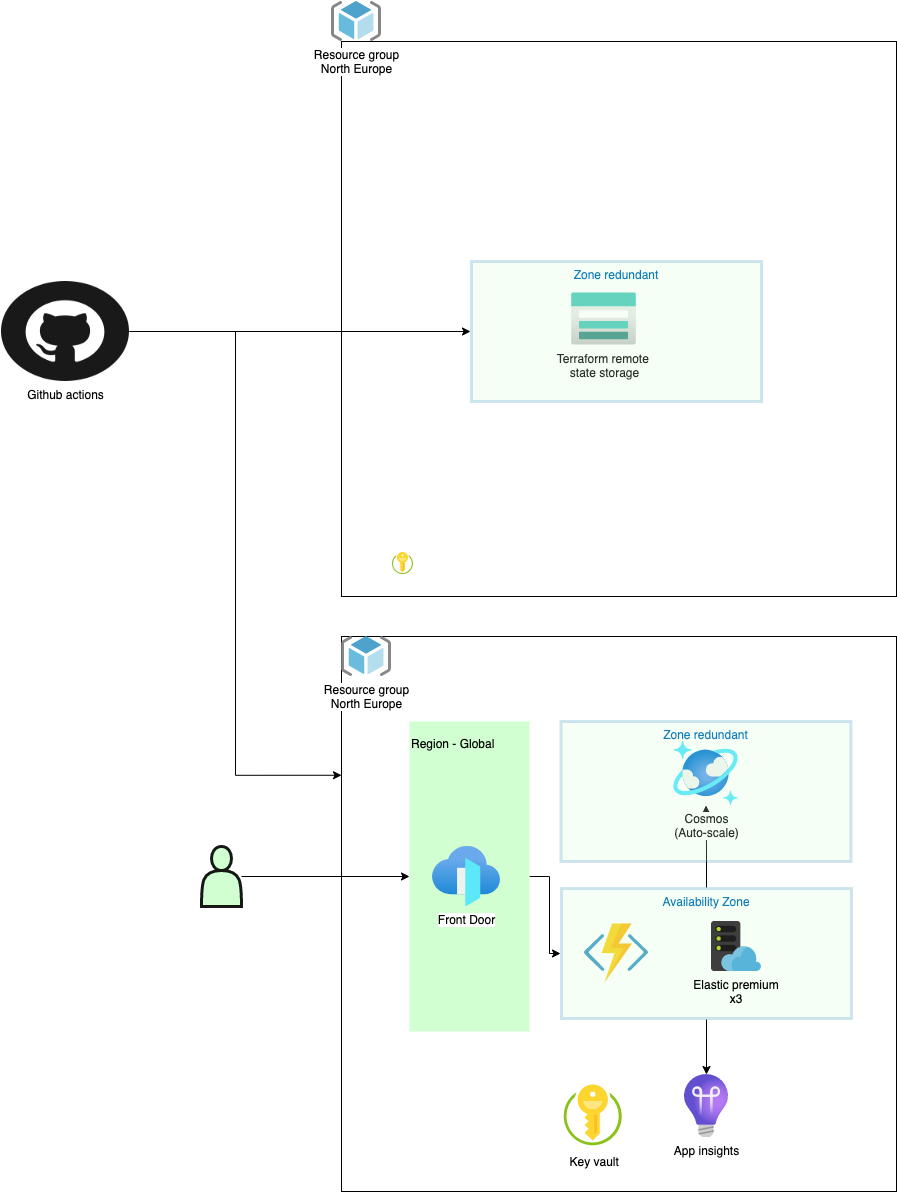 Resource group
North Europe
Zone redundant
Terraform remote
state storage
Github actions
Resource group
North Europe
Region - Global
Zone redundant
Cosmos
(Auto-scale)
Front Door
Availability Zone
Elastic premium
x3
Key vault
App insights